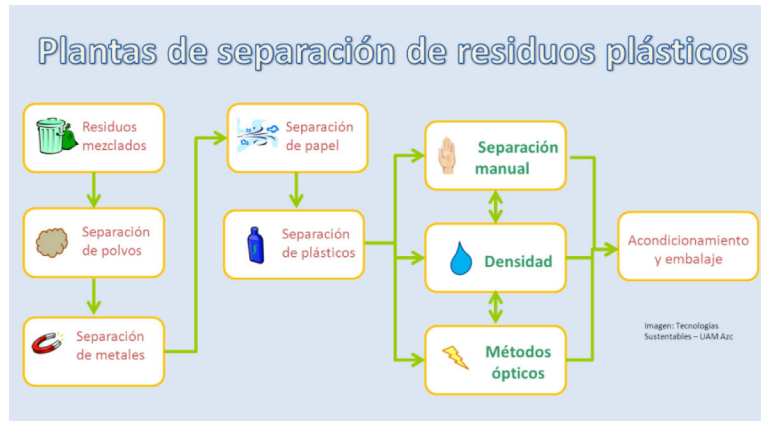 Plantas de separación de residuos plásticos
Residuos
mezclados
Separación
de polvos
Separación
de metales
Separación
de papel
Separación
de plásticos
Separación
manual
Densidad
Métodos
ópticos
Acondicionamiento
y embalaje
Imagen: Tecnologías
Sustentables – UAM Azc